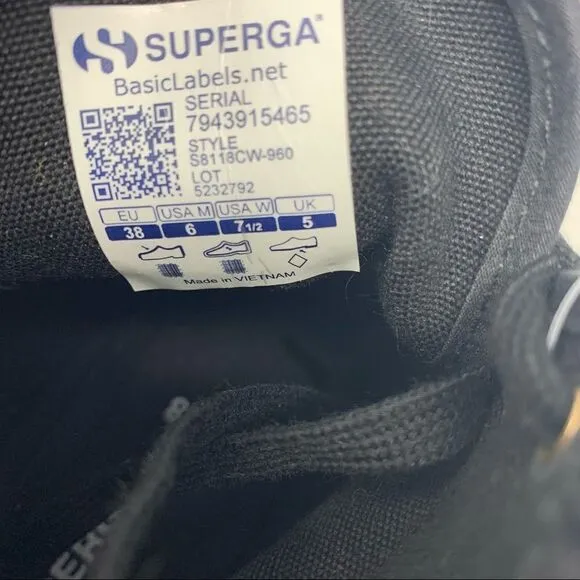 SUPERGA®
BasicLabels.net
SERIAL
7943915465
STYLE
S8118CW-960
LOT
5232792
EU USA M USA W UK
38 6 7 1/2 5
Made in VIETNAM